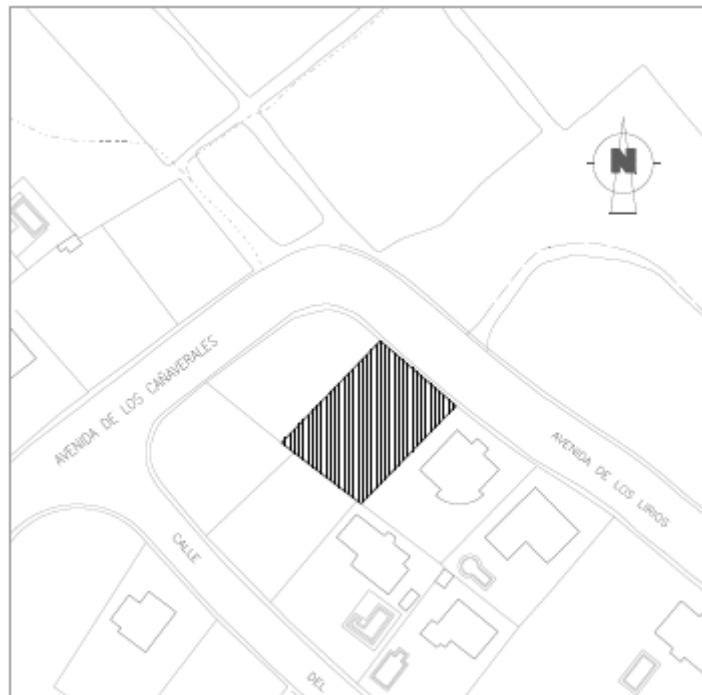 N
AVENIDA DE LOS CAÑAVERALES
AVENIDA DE LOS LIRIOS
CALLE
DEL